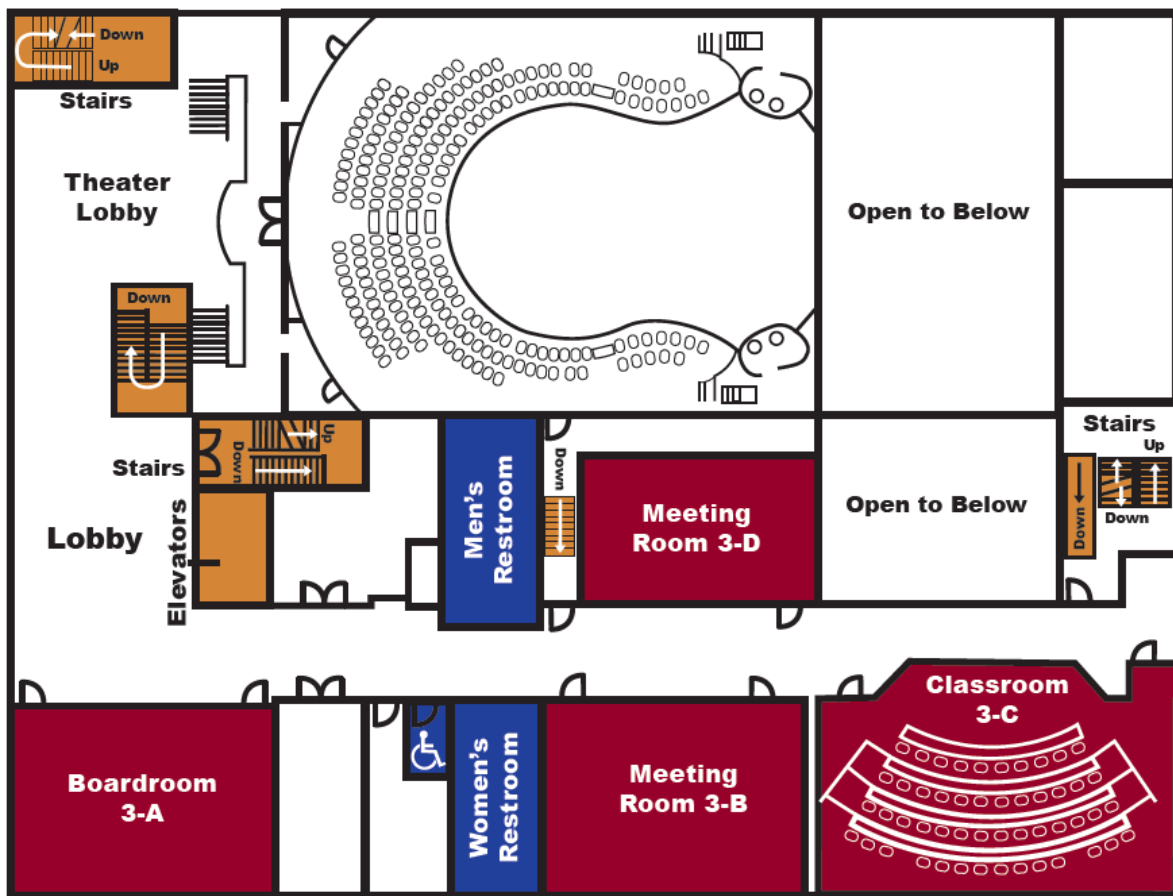 Down
Up
Stairs
Theater
Lobby
Open to Below
Down
Stairs
Up
Down
Stairs
Up
Down
Down
Down
Lobby
Elevators
Men's
Restroom
Down
Meeting
Room 3-D
Open to Below
Boardroom
3-A
Women's
Restroom
Meeting
Room 3-B
Classroom
3-C